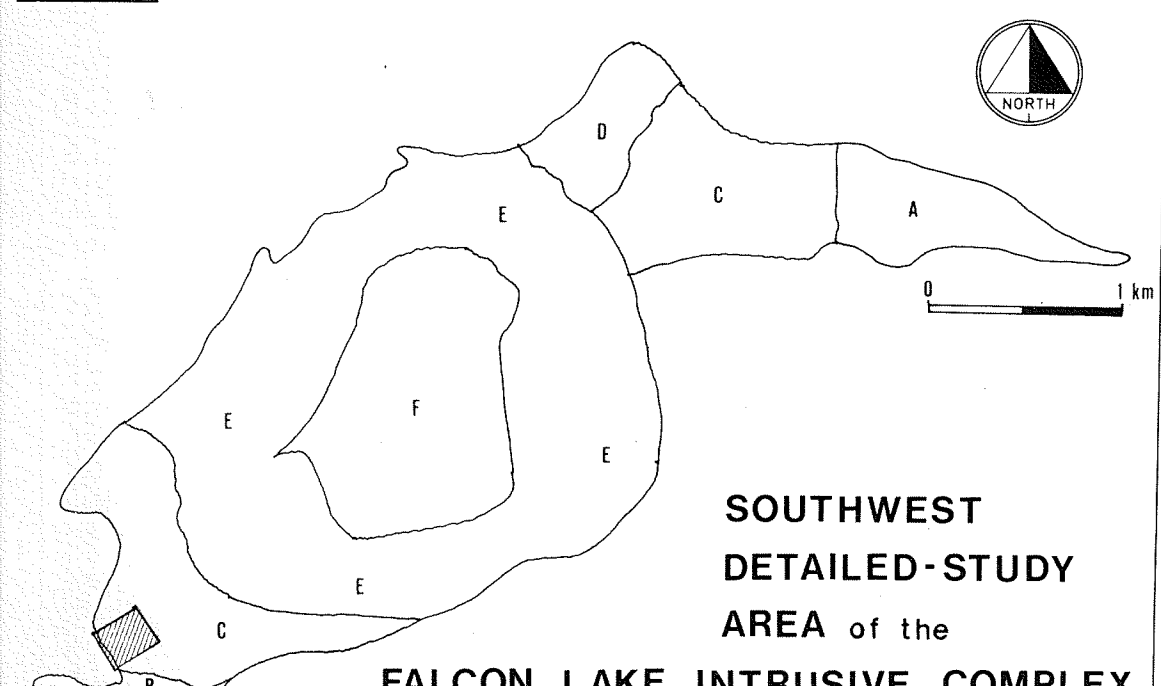 NORTH
D
E
C
A
0 1 km
F
E
E
SOUTHWEST
DETAILED-STUDY
AREA of the
E
C
FALCON LAKE INTRUSIVE COMPLEX
B